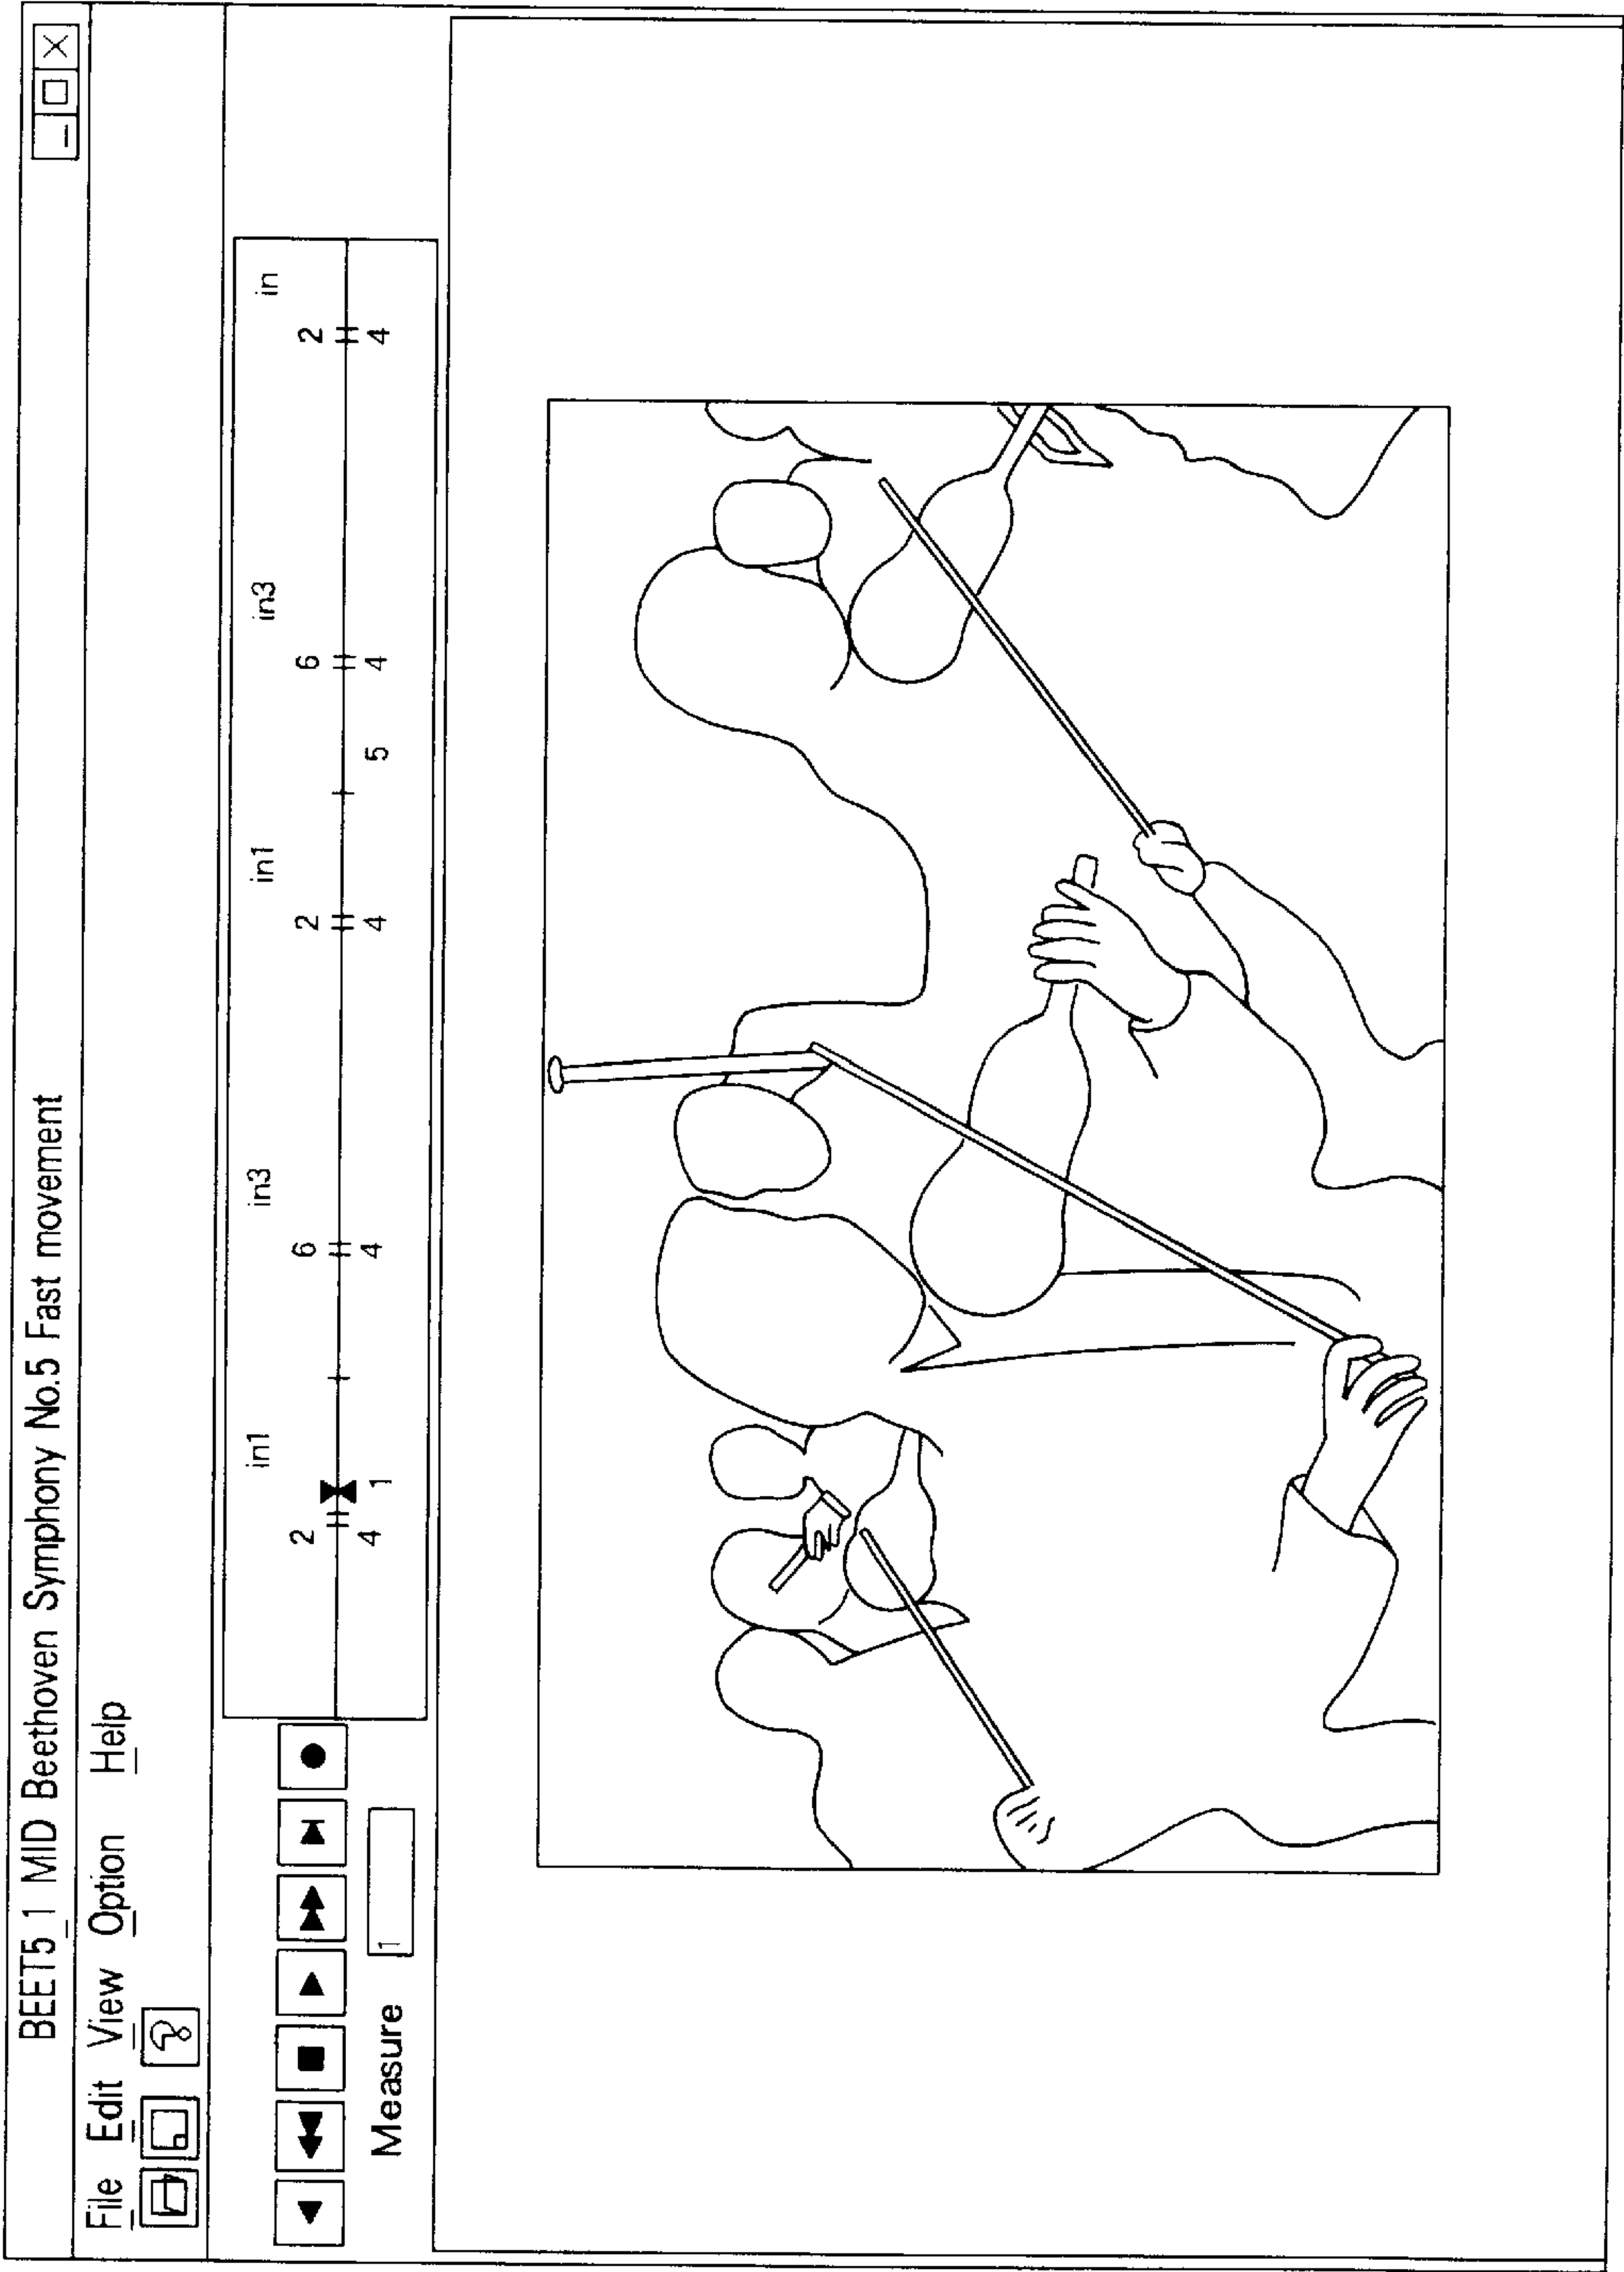 BEET5_1 MID Beethoven Symphony No.5 Fast movement
File Edit View Option Help
in1 in3 in1 in3 in
2 6 2 6 2
4 1 4 4 5 4 4
Measure 1